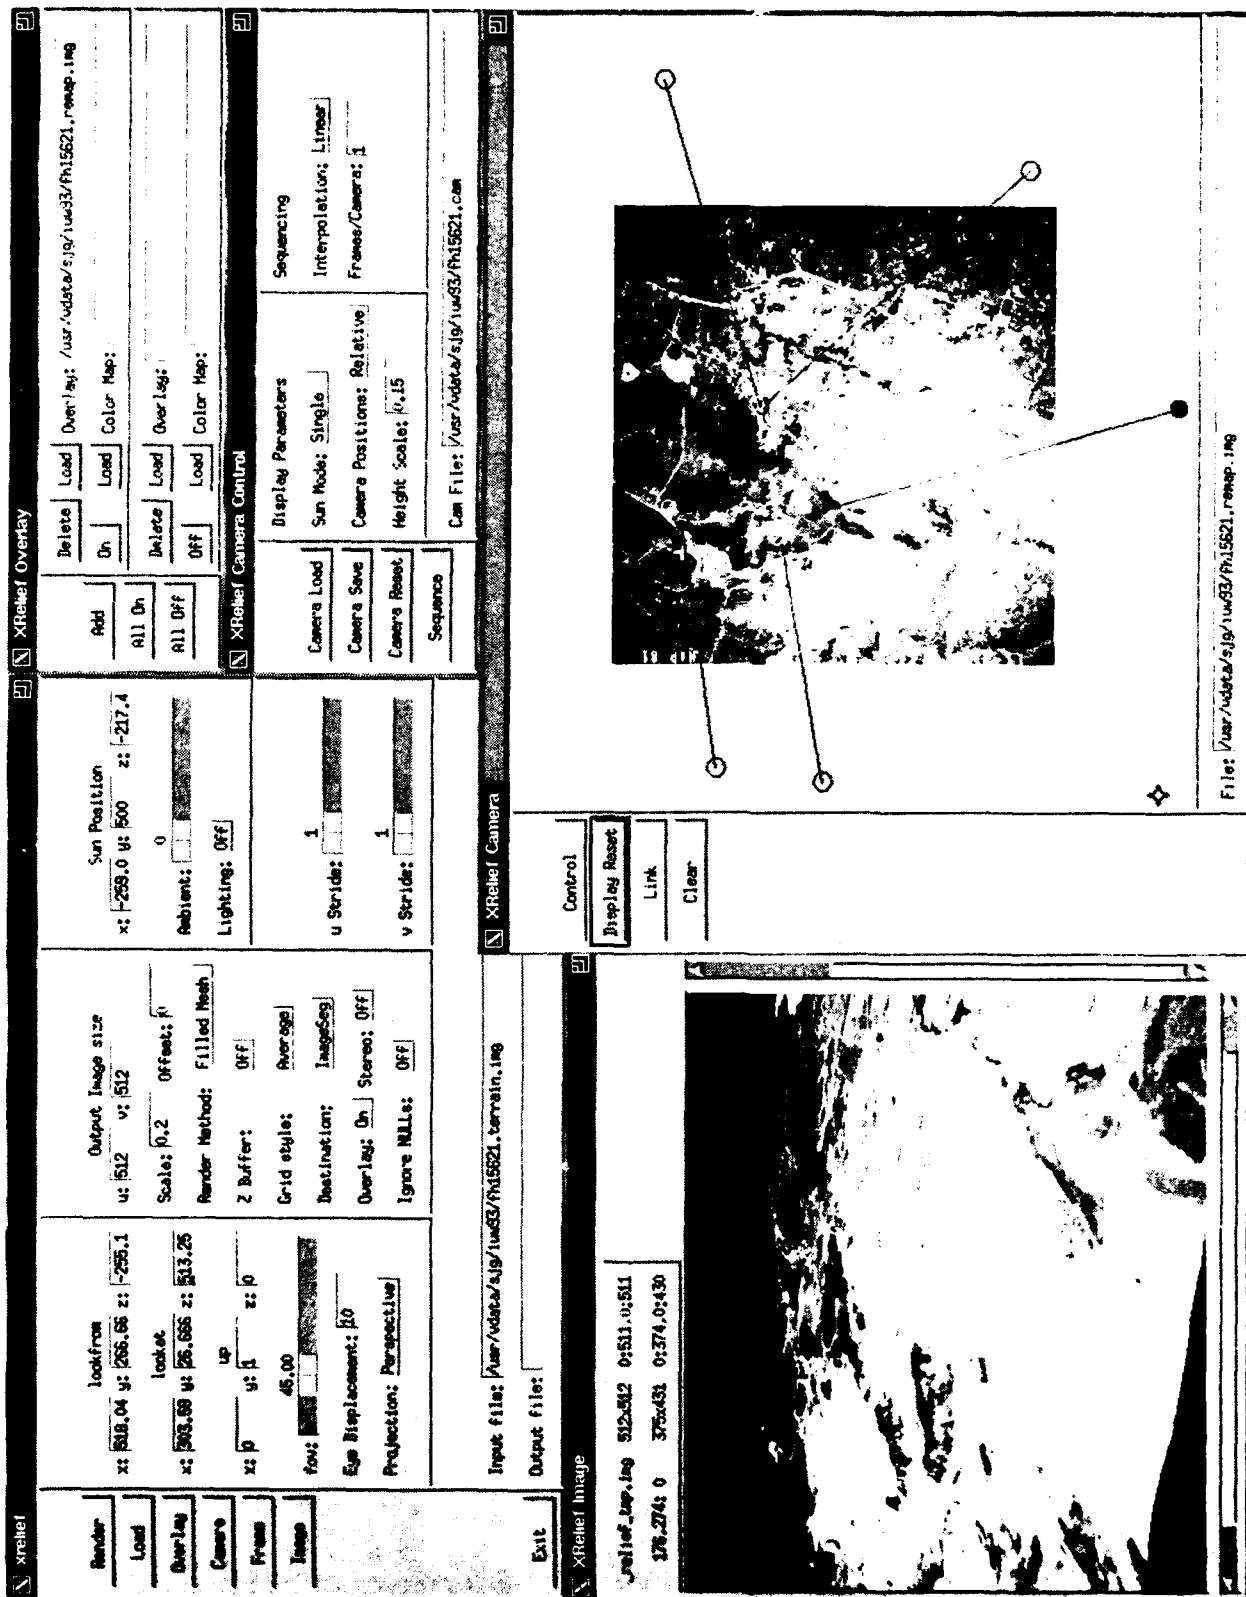 xrelief
Render
Load
Overlay
Camera
Frame
Image
Exit
lookfrom
x: 518.04 y: 266.66 z: -255.1
lookat
x: 303.59 y: 26.666 z: 513.25
up
x: 0 y: 1 z: 0
45.00
fov:
Eye Displacement: 10
Projection: Perspective
Output Image size
u: 512 v: 512
Scale: 0.2 Offset: 0
Render Method: Filled Mesh
Z Buffer: Off
Grid style: Average
Destination: ImageSeg
Overlay: On Stereo: Off
Ignore NULLs: Off
Sun Position
x: -259.0 y: 500 z: -217.4
0
Ambient:
Lighting: Off
1
u Stride:
1
v Stride:
Input file: /usr/vdata/sjg/iuw93/fh15621.terrain.img
Output file:
XRelief Overlay
Add
All On
All Off
Delete Load Overlay: /usr/vdata/sjg/iuw93/fh15621.remap.img
On Load Color Map:
Delete Load Overlay:
Off Load Color Map:
XRelief Camera Control
Camera Load
Camera Save
Camera Reset
Sequence
Display Parameters
Sun Mode: Single
Camera Positions: Relative
Height Scale: 0.15
Sequencing
Interpolation: Linear
Frames/Camera: 1
Cam File: /usr/vdata/sjg/iuw93/fh15621.cam
XRelief Image
_relief_tmp.img 512x512 0:511,0:511
176,274: 0 375x431 0:374,0:430
XRelief Camera
Control
Display Reset
Link
Clear
File: /usr/vdata/sjg/iuw93/fh15621.remap.img